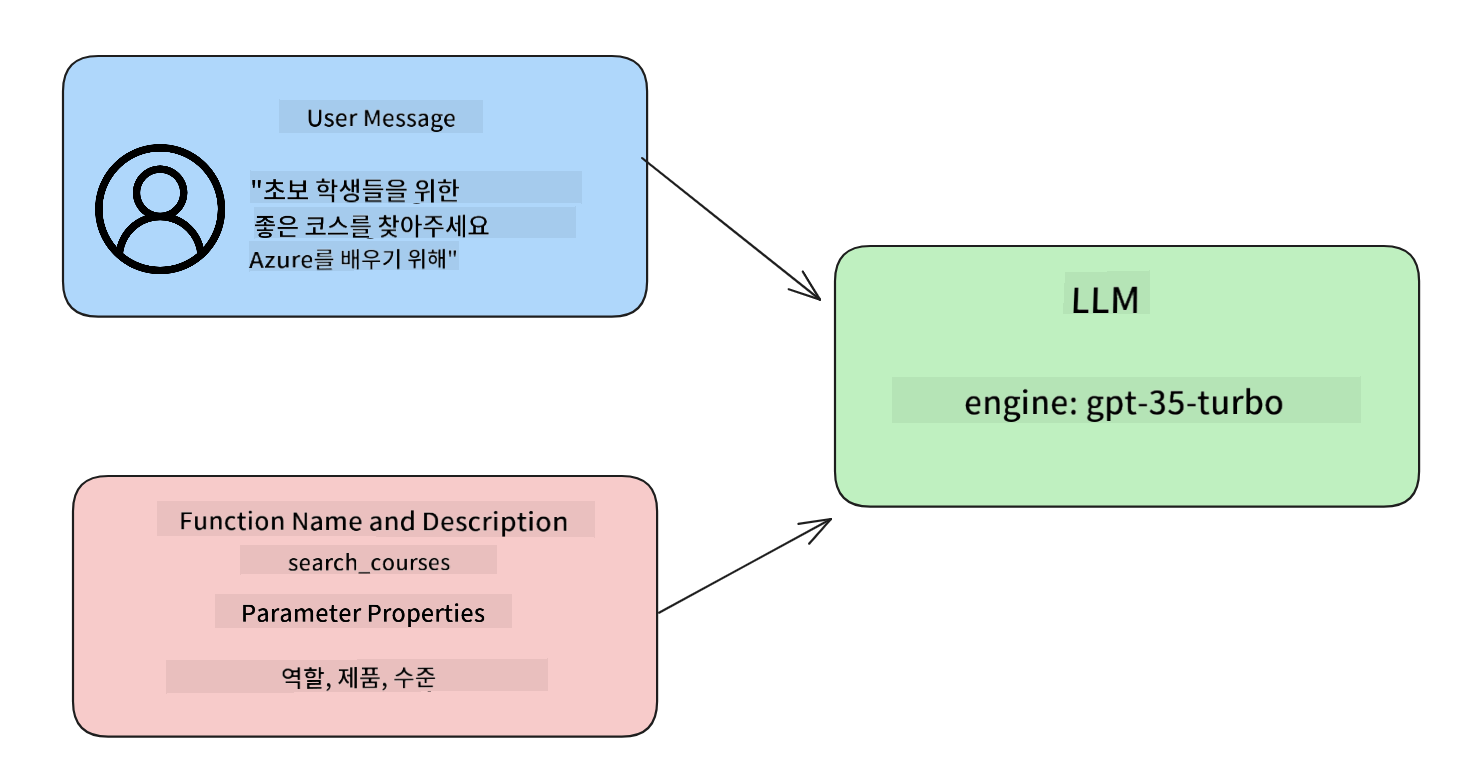 User Message
"초보 학생들을 위한
좋은 코스를 찾아주세요
Azure를 배우기 위해"
LLM
engine: gpt-35-turbo
Function Name and Description
search_courses
Parameter Properties
역할, 제품, 수준